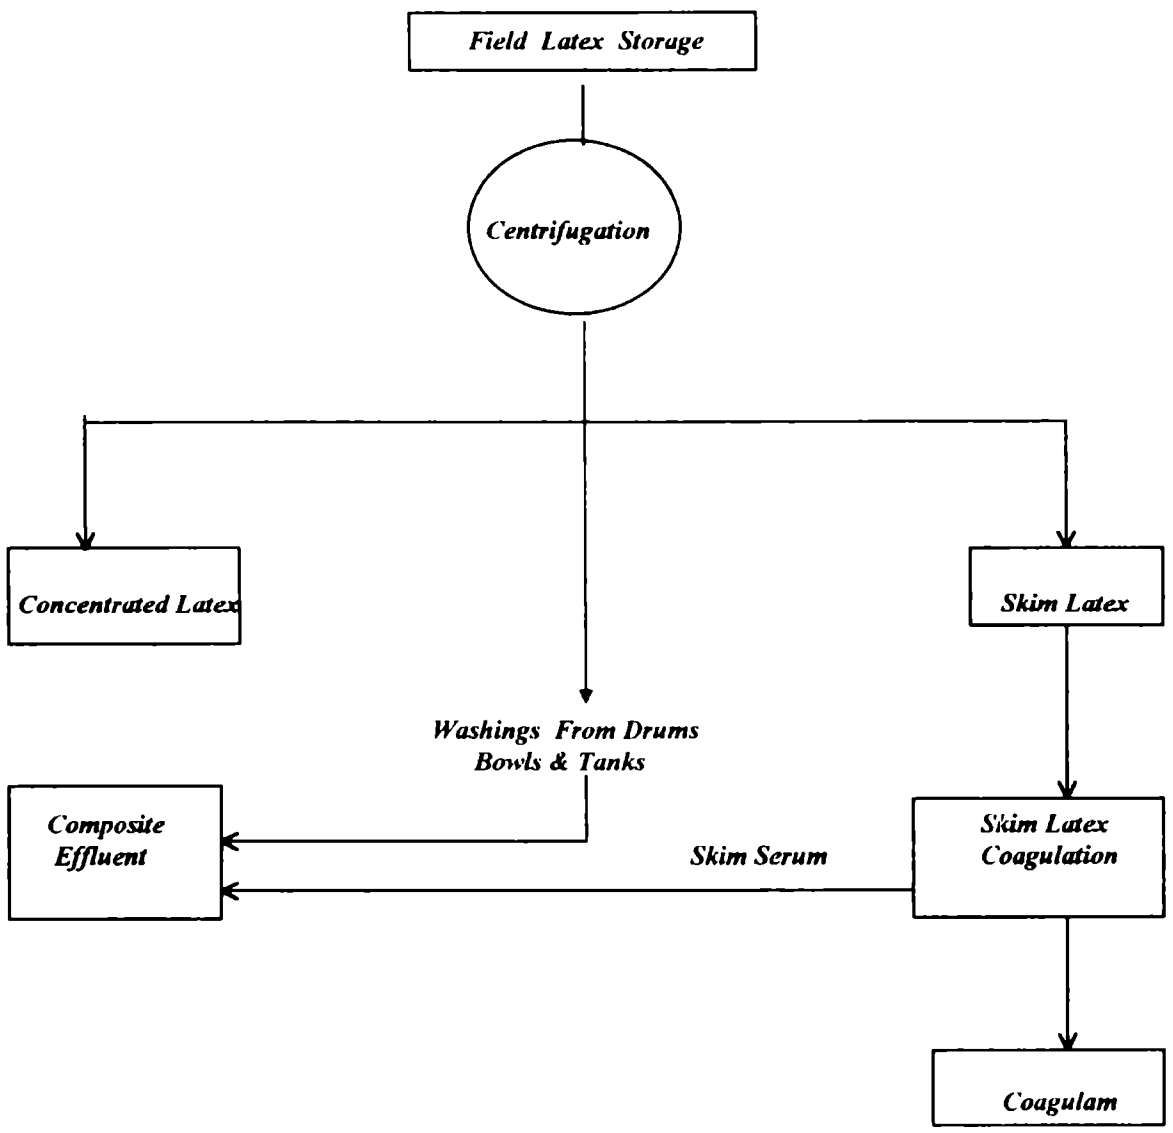 Field Latex Storage
Centrifugation
Concentrated Latex
Skim Latex
Washings From Drums
Bowls & Tanks
Composite
Effluent
Skim Serum
Skim Latex
Coagulation
Coagulam